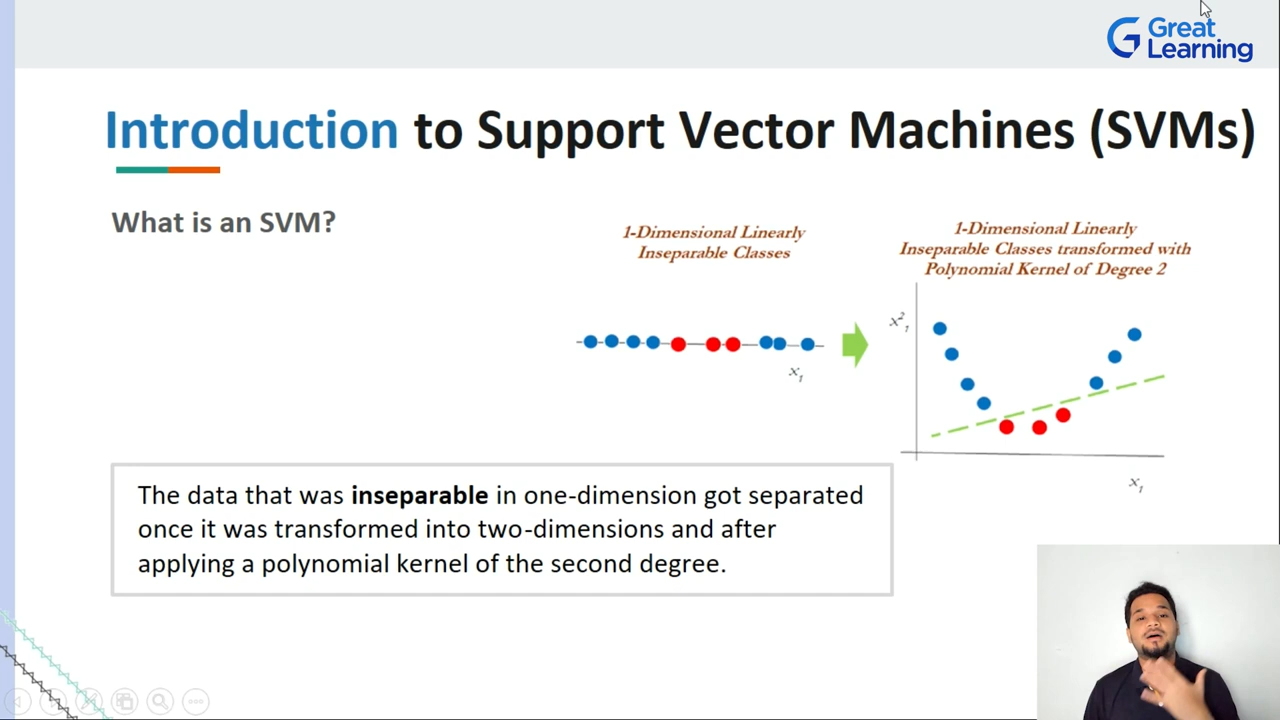 Great
Learning
Introduction to Support Vector Machines (SVMs)
What is an SVM?
1-Dimensional Linearly
Inseparable Classes
x₁
1-Dimensional Linearly
Inseparable Classes transformed with
Polynomial Kernel of Degree 2
x²₁
x₁
The data that was inseparable in one-dimension got separated
once it was transformed into two-dimensions and after
applying a polynomial kernel of the second degree.